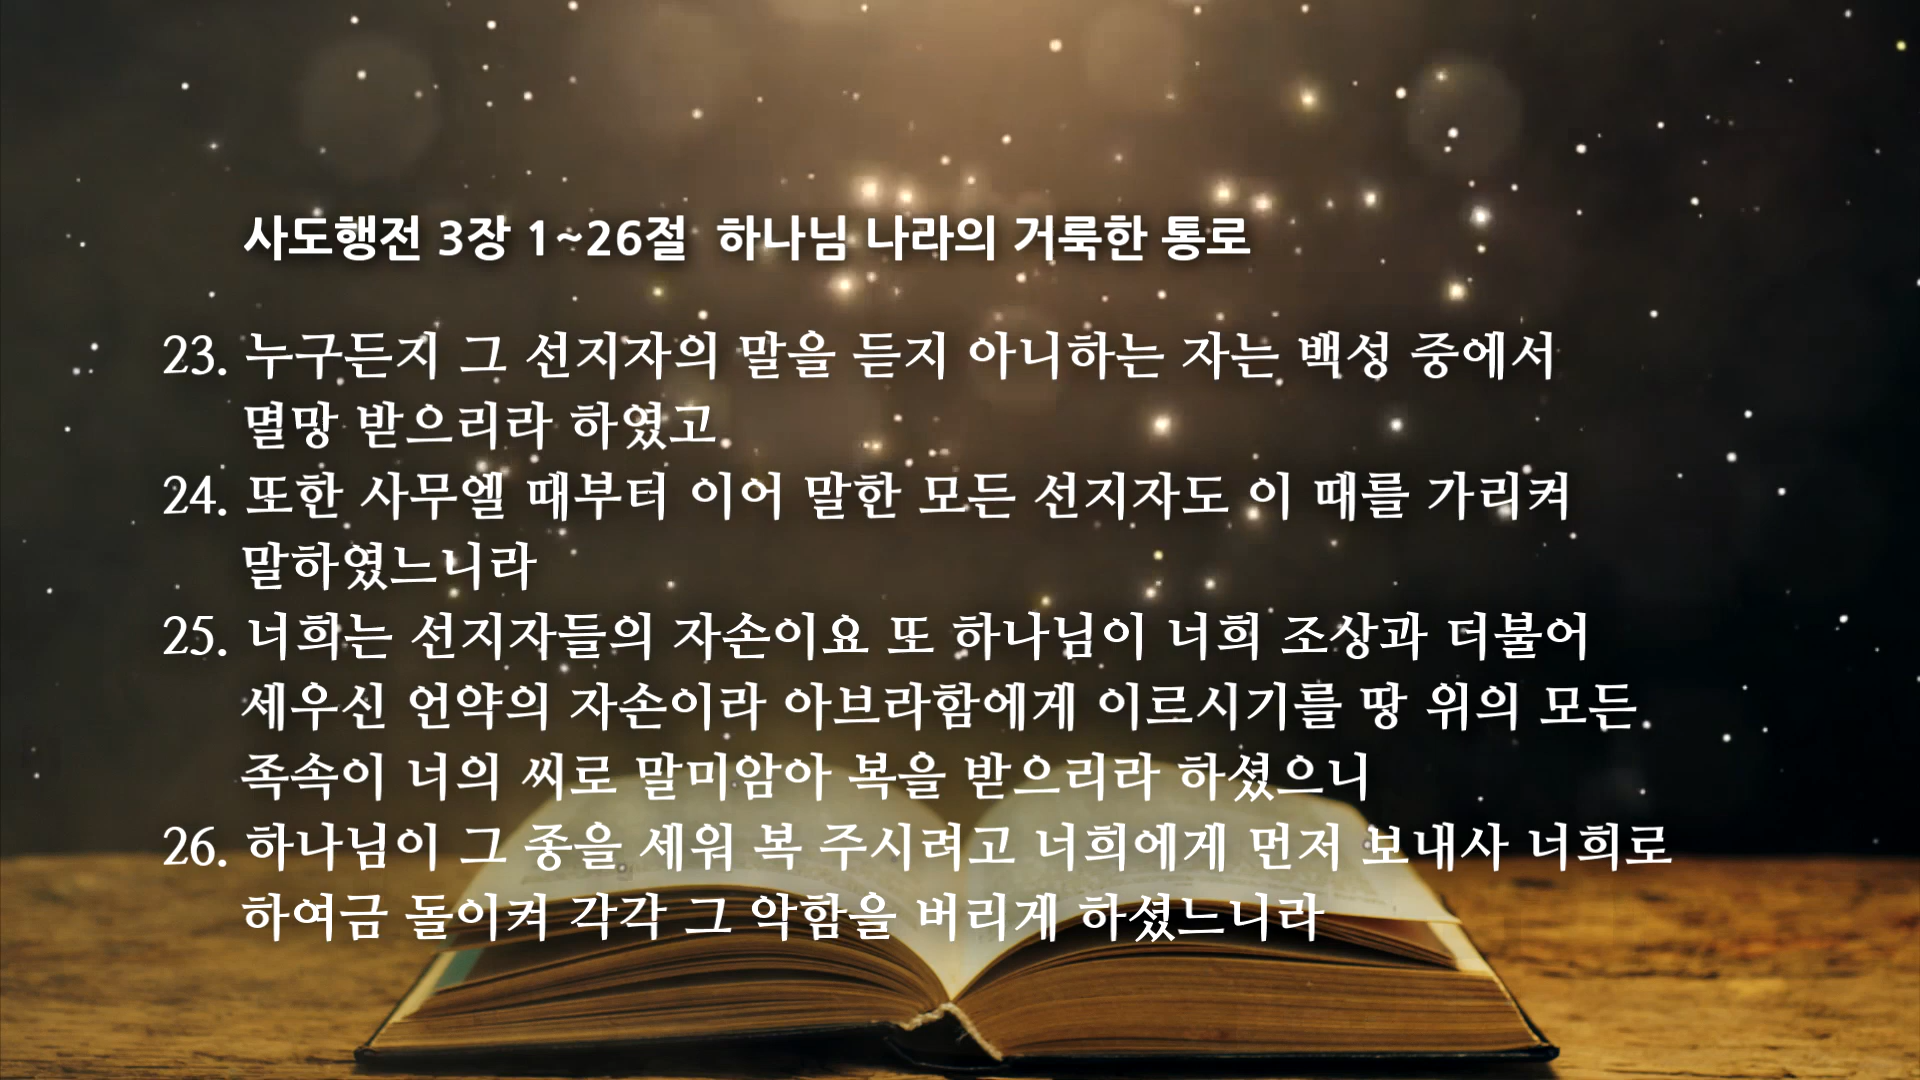 사도행전 3장 1~26절  하나님 나라의 거룩한 통로
23. 누구든지 그 선지자의 말을 듣지 아니하는 자는 백성 중에서
멸망 받으리라 하였고
24. 또한 사무엘 때부터 이어 말한 모든 선지자도 이 때를 가리켜
말하였느니라
25. 너희는 선지자들의 자손이요 또 하나님이 너희 조상과 더불어
세우신 언약의 자손이라 아브라함에게 이르시기를 땅 위의 모든
족속이 너의 씨로 말미암아 복을 받으리라 하셨으니
26. 하나님이 그 종을 세워 복 주시려고 너희에게 먼저 보내사 너희로
하여금 돌이켜 각각 그 악함을 버리게 하셨느니라